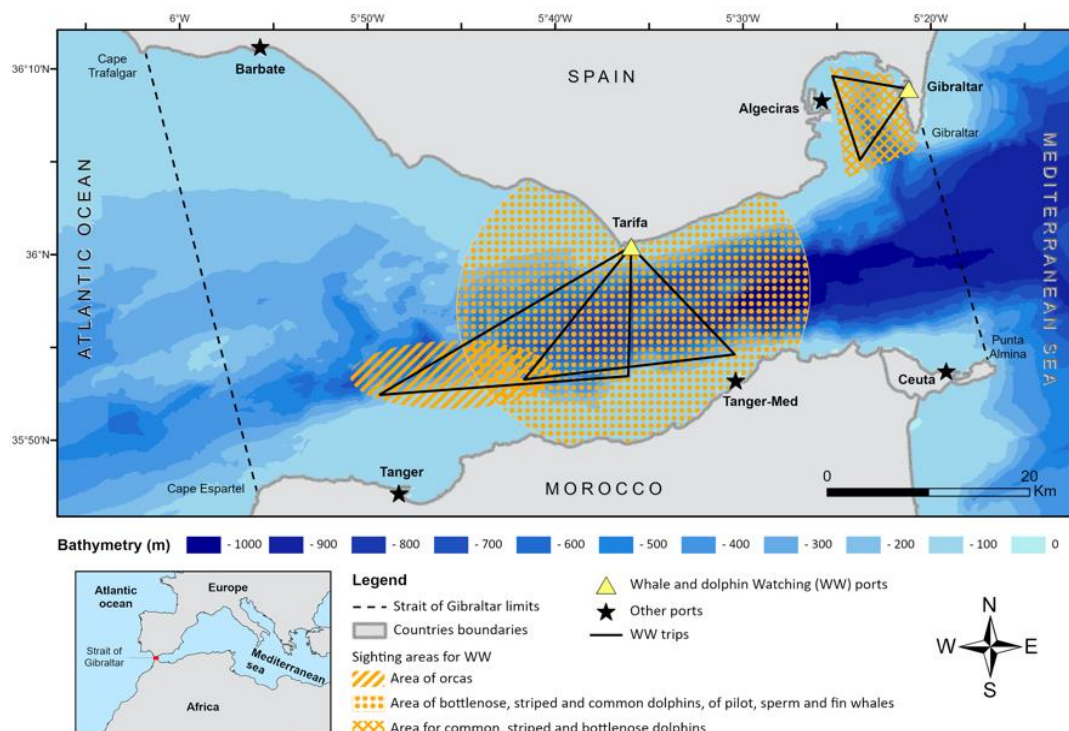 6°W 5°50'W 5°40'W 5°30'W 5°20'W
36°10'N
36°N
35°50'N
Cape
Trafalgar
Barbate
SPAIN
Algeciras
Gibraltar
Gibraltar
ATLANTIC OCEAN
MEDITERRANEAN SEA
Tarifa
Punta
Almina
Ceuta
Tanger-Med
Tanger
Cape Espartel
MOROCCO
0 20
Km
Bathymetry (m) - 1000 - 900 - 800 - 700 - 600 - 500 - 400 - 300 - 200 - 100 0
Atlantic
ocean
Europe
Strait of
Gibraltar
Mediterranean
sea
Africa
Legend
Strait of Gibraltar limits
Countries boundaries
Whale and dolphin Watching (WW) ports
Other ports
WW trips
Sighting areas for WW
Area of orcas
Area of bottlenose, striped and common dolphins, of pilot, sperm and fin whales
Area for common, striped and bottlenose dolphins
N
W E
S